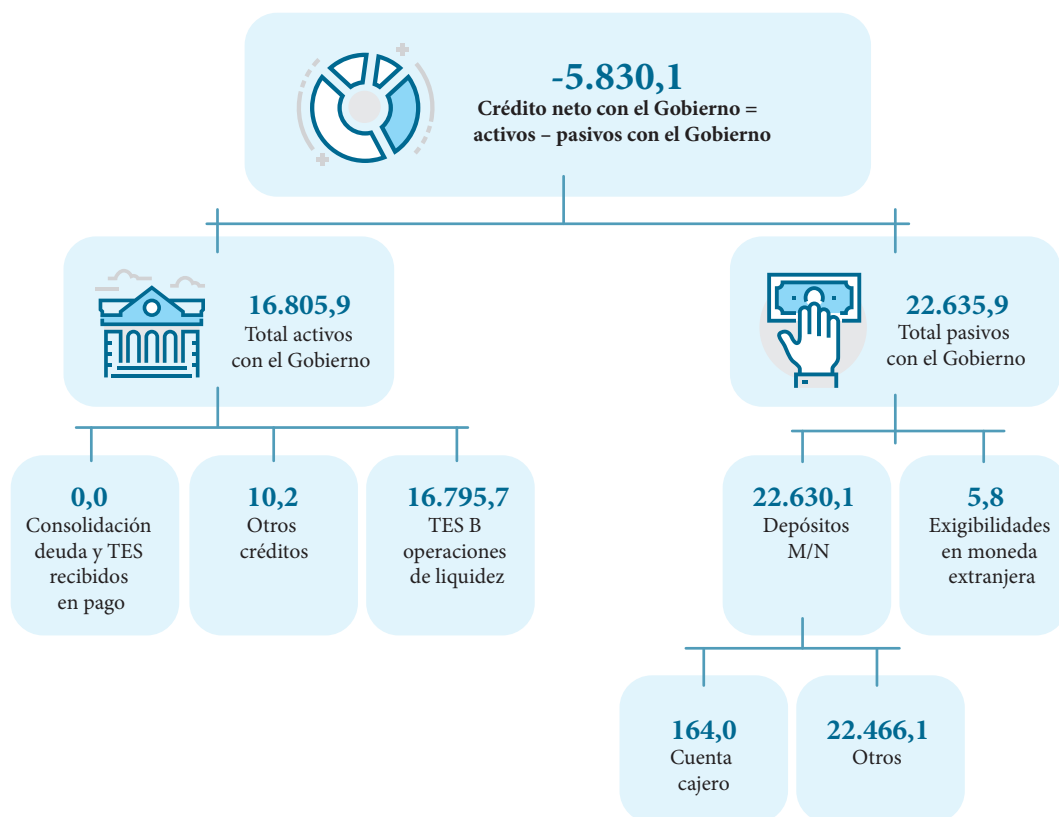 -5.830,1
Crédito neto con el Gobierno =
activos – pasivos con el Gobierno
16.805,9
Total activos
con el Gobierno
22.635,9
Total pasivos
con el Gobierno
0,0
Consolidación
deuda y TES
recibidos
en pago
10,2
Otros
créditos
16.795,7
TES B
operaciones
de liquidez
22.630,1
Depósitos
M/N
5,8
Exigibilidades
en moneda
extranjera
164,0
Cuenta
cajero
22.466,1
Otros